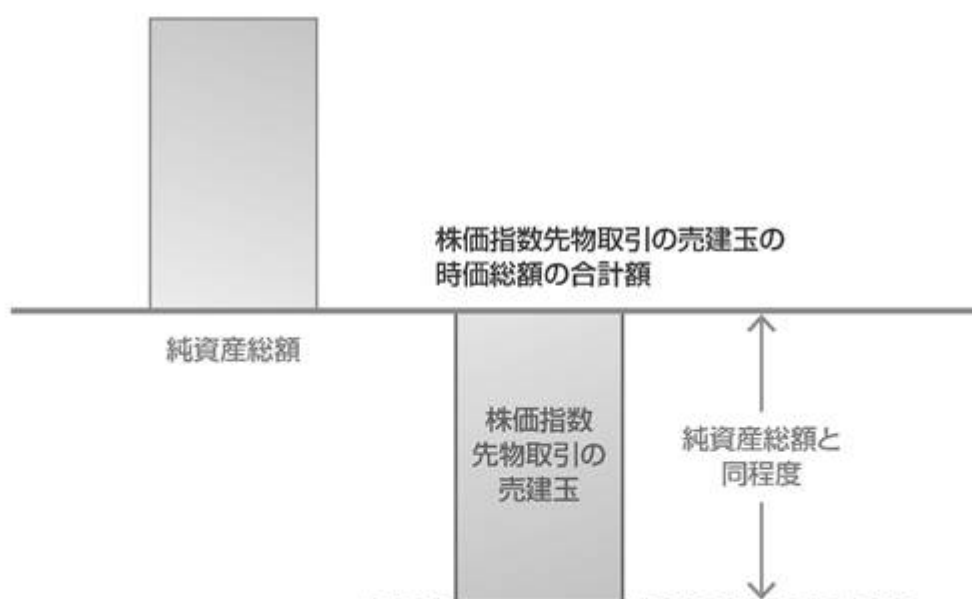 株価指数先物取引の売建玉の
時価総額の合計額
純資産総額
株価指数
先物取引の
売建玉
純資産総額と
同程度